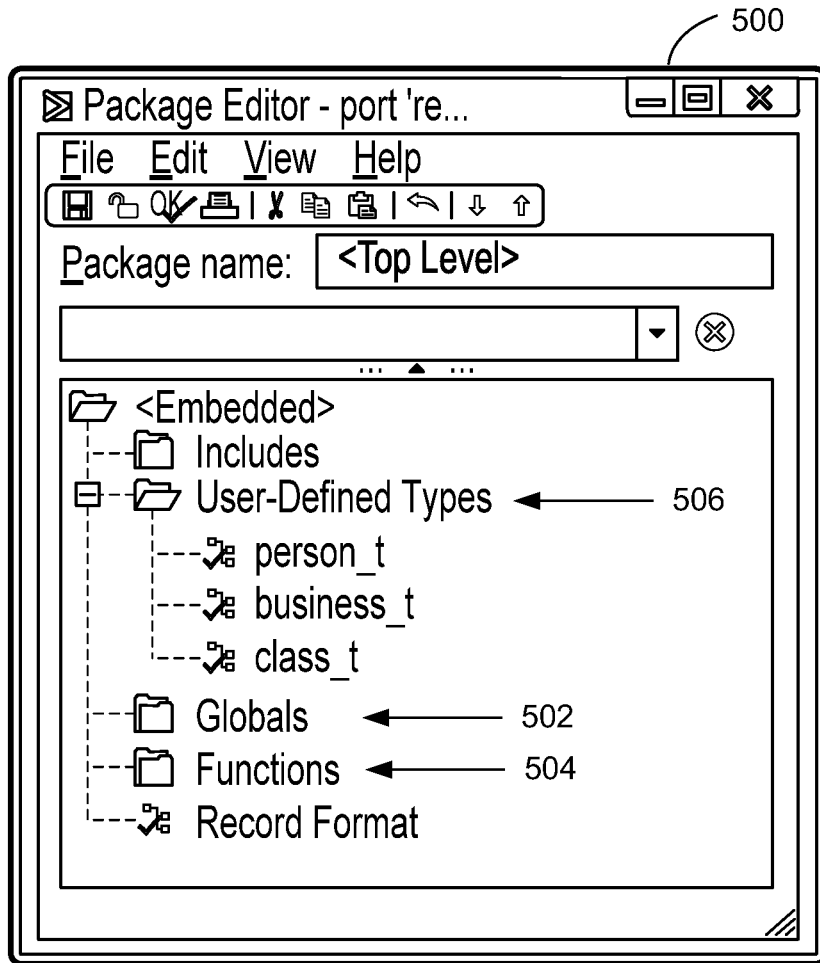 500
Package Editor - port 're...
File Edit View Help
OK
Package name: <Top Level>
... ...
<Embedded>
Includes
User-Defined Types 506
person_t
business_t
class_t
Globals 502
Functions 504
Record Format